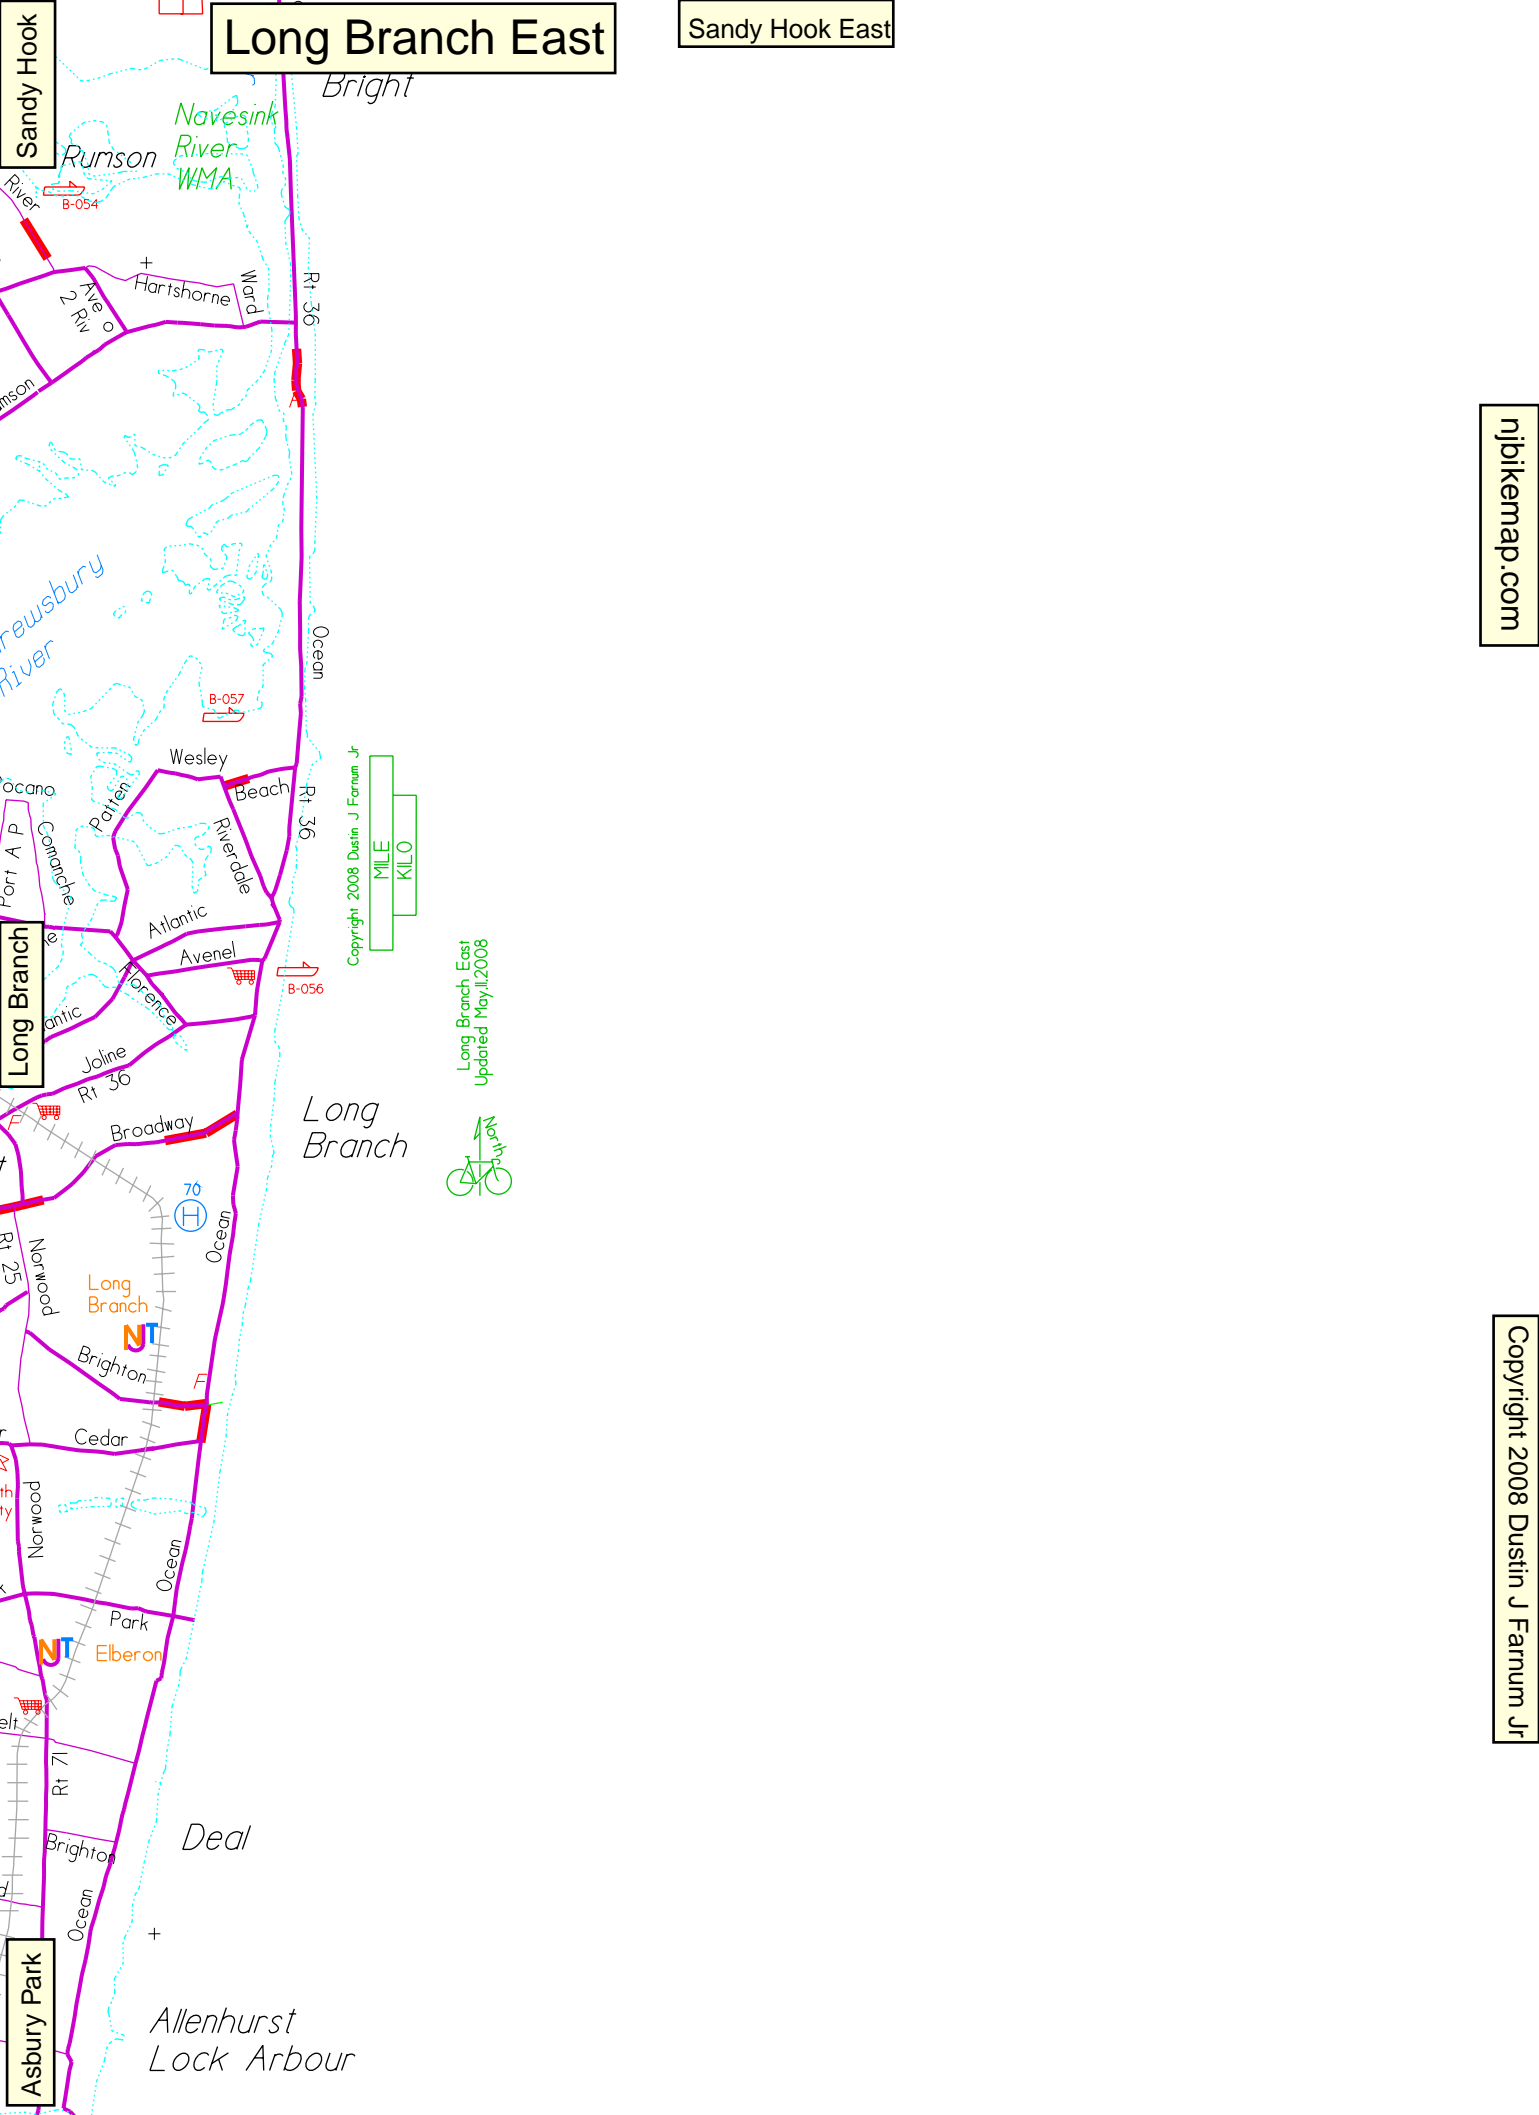 Sandy Hook
Long Branch East
Sandy Hook East
Bright
Navesink
River
WMA
Rumson
River
B-054
Hartshorne
Ward
Rt 36
Ave o
2 Riv
njbikemap.com
Ocean
River
B-057
Wesley
Beach
Patten
Rt 36
Riverdale
Comanche
Port A P
Copyright 2008 Dustin J Farnum Jr
MILE
KILO
Atlantic
Avenel
Florence
B-056
Long Branch
Joline
Rt 36
Long Branch East
Updated May.11.2008
F
Broadway
Long
Branch
North
70
H
Ocean
Rt 25
Norwood
Long
Branch
NJT
Brighton
F
Cedar
Norwood
Ocean
Park
NJT
Elberon
Rt 71
Copyright 2008 Dustin J Farnum Jr
Deal
Brighton
Ocean
Asbury Park
Allenhurst
Lock Arbour